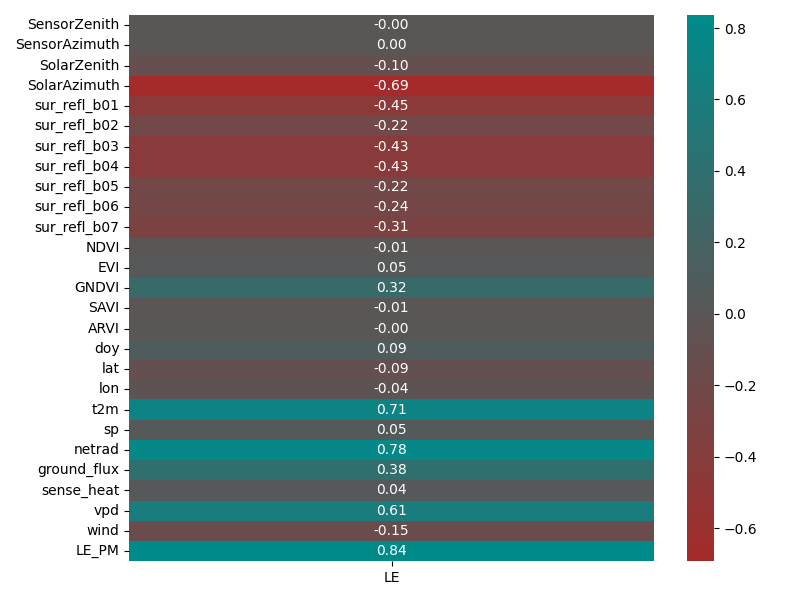 SensorZenith -0.00
SensorAzimuth 0.00
SolarZenith -0.10
SolarAzimuth -0.69
sur_refl_b01 -0.45
sur_refl_b02 -0.22
sur_refl_b03 -0.43
sur_refl_b04 -0.43
sur_refl_b05 -0.22
sur_refl_b06 -0.24
sur_refl_b07 -0.31
NDVI -0.01
EVI 0.05
GNDVI 0.32
SAVI -0.01
ARVI -0.00
doy 0.09
lat -0.09
lon -0.04
t2m 0.71
sp 0.05
netrad 0.78
ground_flux 0.38
sense_heat 0.04
vpd 0.61
wind -0.15
LE_PM 0.84
LE
0.8
0.6
0.4
0.2
0.0
−0.2
−0.4
−0.6